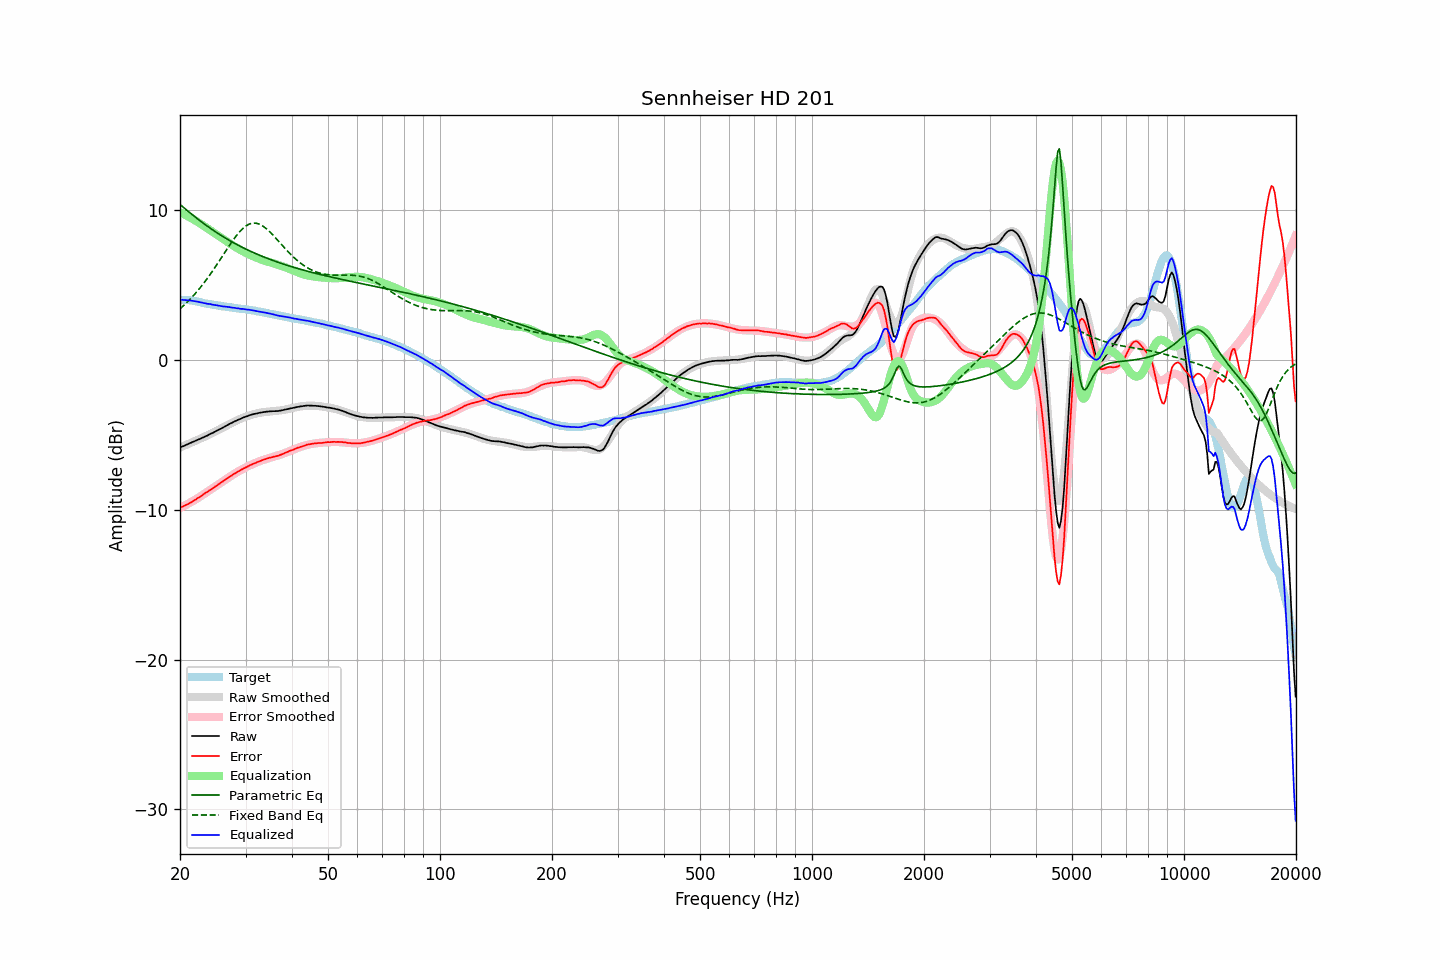 Sennheiser HD 201
Amplitude (dBr)
10
0
−10
−20
−30
Target
Raw Smoothed
Error Smoothed
Raw
Error
Equalization
Parametric Eq
Fixed Band Eq
Equalized
20 50 100 200 500 1000 2000 5000 10000 20000
Frequency (Hz)